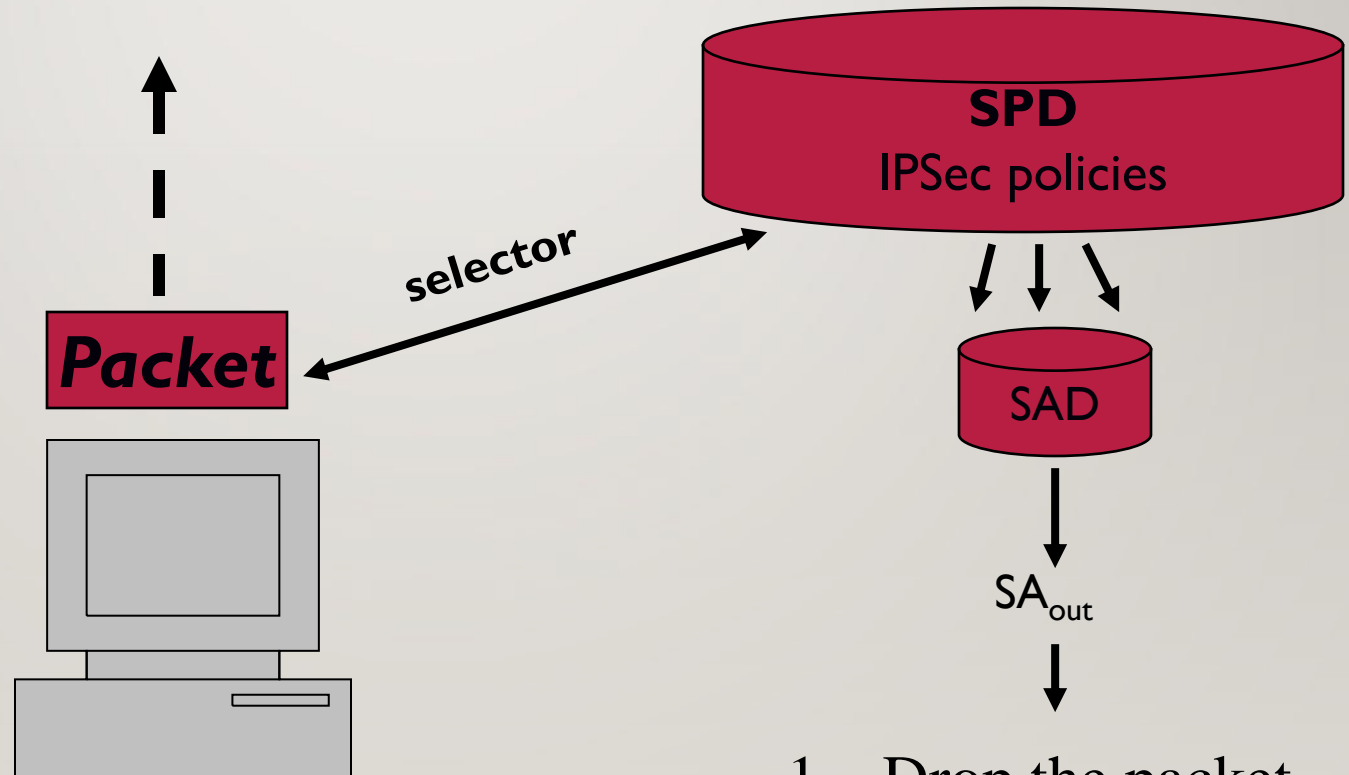 SPD
IPSec policies
selector
Packet
SAD
SAout
1. Drop the packet